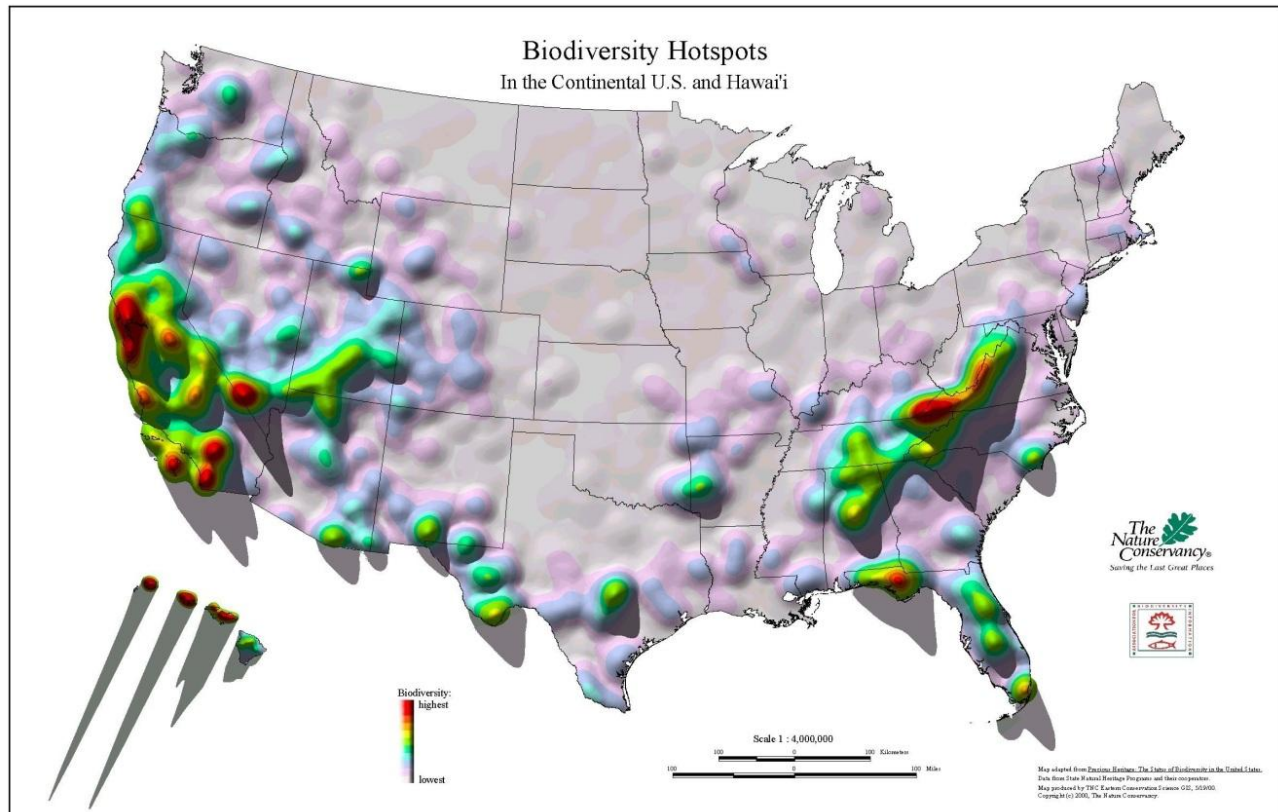 Biodiversity Hotspots
In the Continental U.S. and Hawai'i
The
Nature
Conservancy®
Saving the Last Great Places
Biodiversity:
highest
lowest
Scale 1 : 4,000,000
100 0 100 Kilometers
100 0 100 Miles
Map adapted from Precious Heritage: The Status of Biodiversity in the United States.
Data from State Natural Heritage Programs and their cooperators.
Map produced by TNC Eastern Conservation Science GIS,
Copyright (c) 2000, The Nature Conservancy